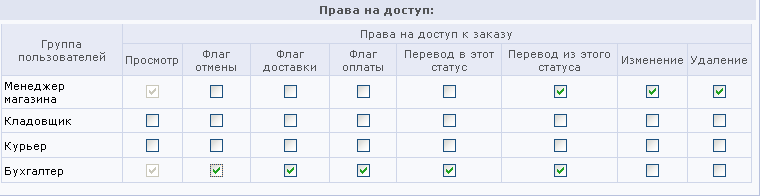 Права на доступ:
Группа пользователей
Права на доступ к заказу
Просмотр
Флаг отмены
Флаг доставки
Флаг оплаты
Перевод в этот статус
Перевод из этого статуса
Изменение
Удаление
Менеджер магазина
Кладовщик
Курьер
Бухгалтер